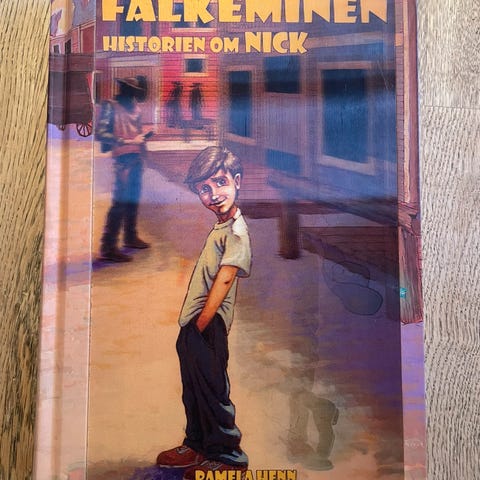 FALKEMINEN
HISTORIEN OM NICK
PAMELA HENN